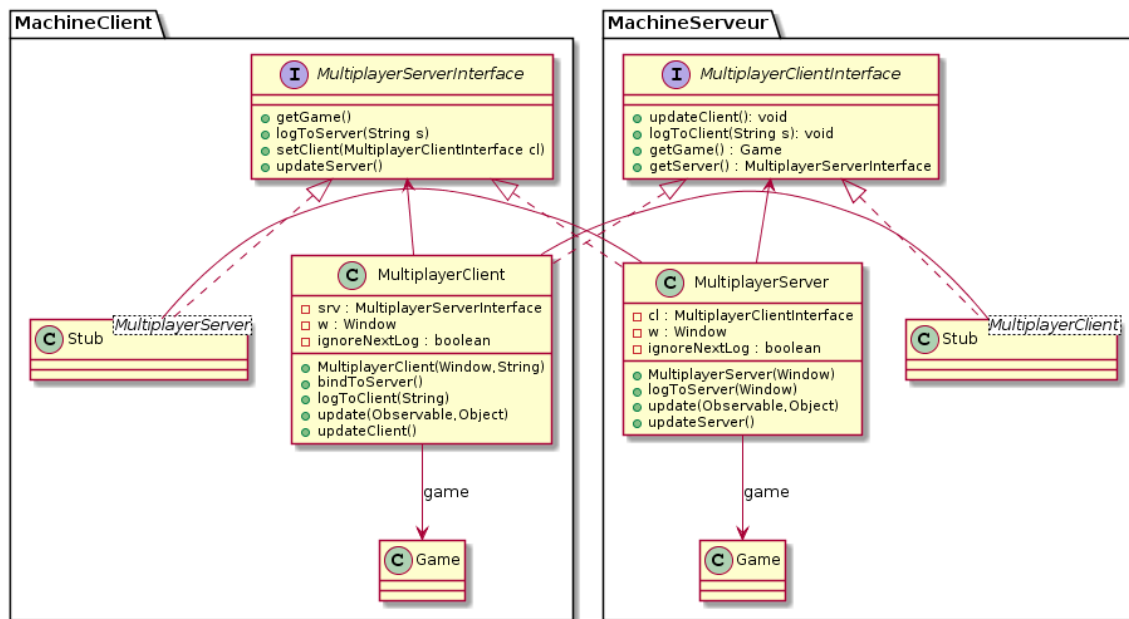 MachineClient
I MultiplayerServerInterface
getGame()
logToServer(String s)
setClient(MultiplayerClientInterface cl)
updateServer()
C Stub
MultiplayerServer
C MultiplayerClient
srv : MultiplayerServerInterface
w : Window
ignoreNextLog : boolean
MultiplayerClient(Window,String)
bindToServer()
logToClient(String)
update(Observable,Object)
updateClient()
game
C Game
MachineServeur
I MultiplayerClientInterface
updateClient(): void
logToClient(String s): void
getGame() : Game
getServer() : MultiplayerServerInterface
C MultiplayerServer
cl : MultiplayerClientInterface
w : Window
ignoreNextLog : boolean
MultiplayerServer(Window)
logToServer(Window)
update(Observable,Object)
updateServer()
C Stub
MultiplayerClient
game
C Game